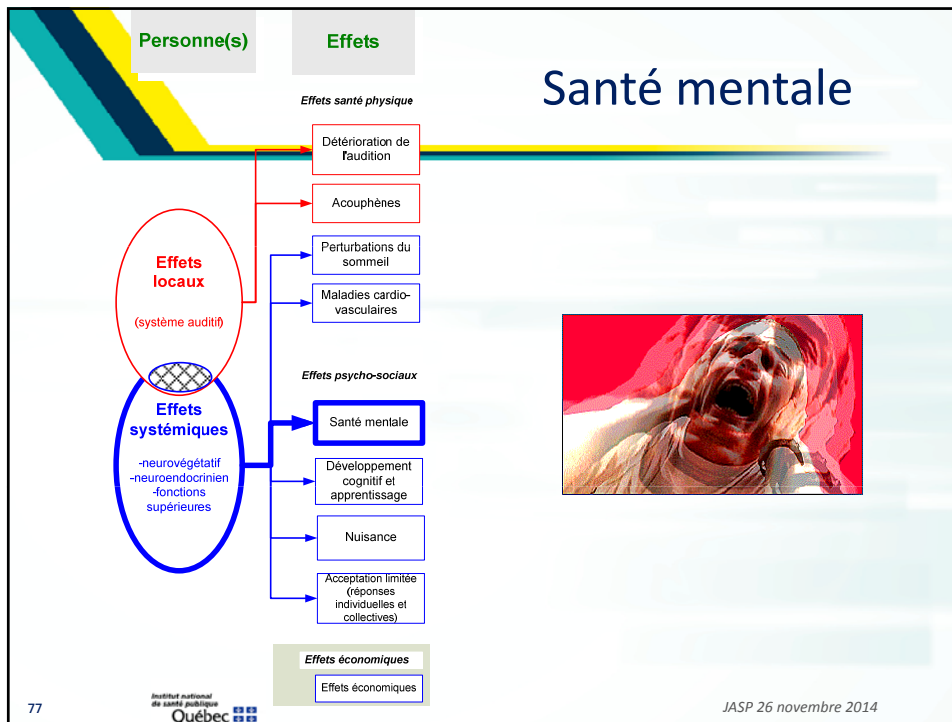 Personne(s)
Effets
Santé mentale
Effets santé physique
Détérioration de
l'audition
Acouphènes
Effets
locaux
(système auditif)
Perturbations du
sommeil
Maladies cardio-
vasculaires
Effets psycho-sociaux
Effets
systémiques
-neurovégétatif
-neuroendocrinien
-fonctions
supérieures
Santé mentale
Développement
cognitif et
apprentissage
Nuisance
Acceptation limitée
(réponses
individuelles et
collectives)
Effets économiques
Effets économiques
77
Institut national
de santé publique
Québec
JASP 26 novembre 2014